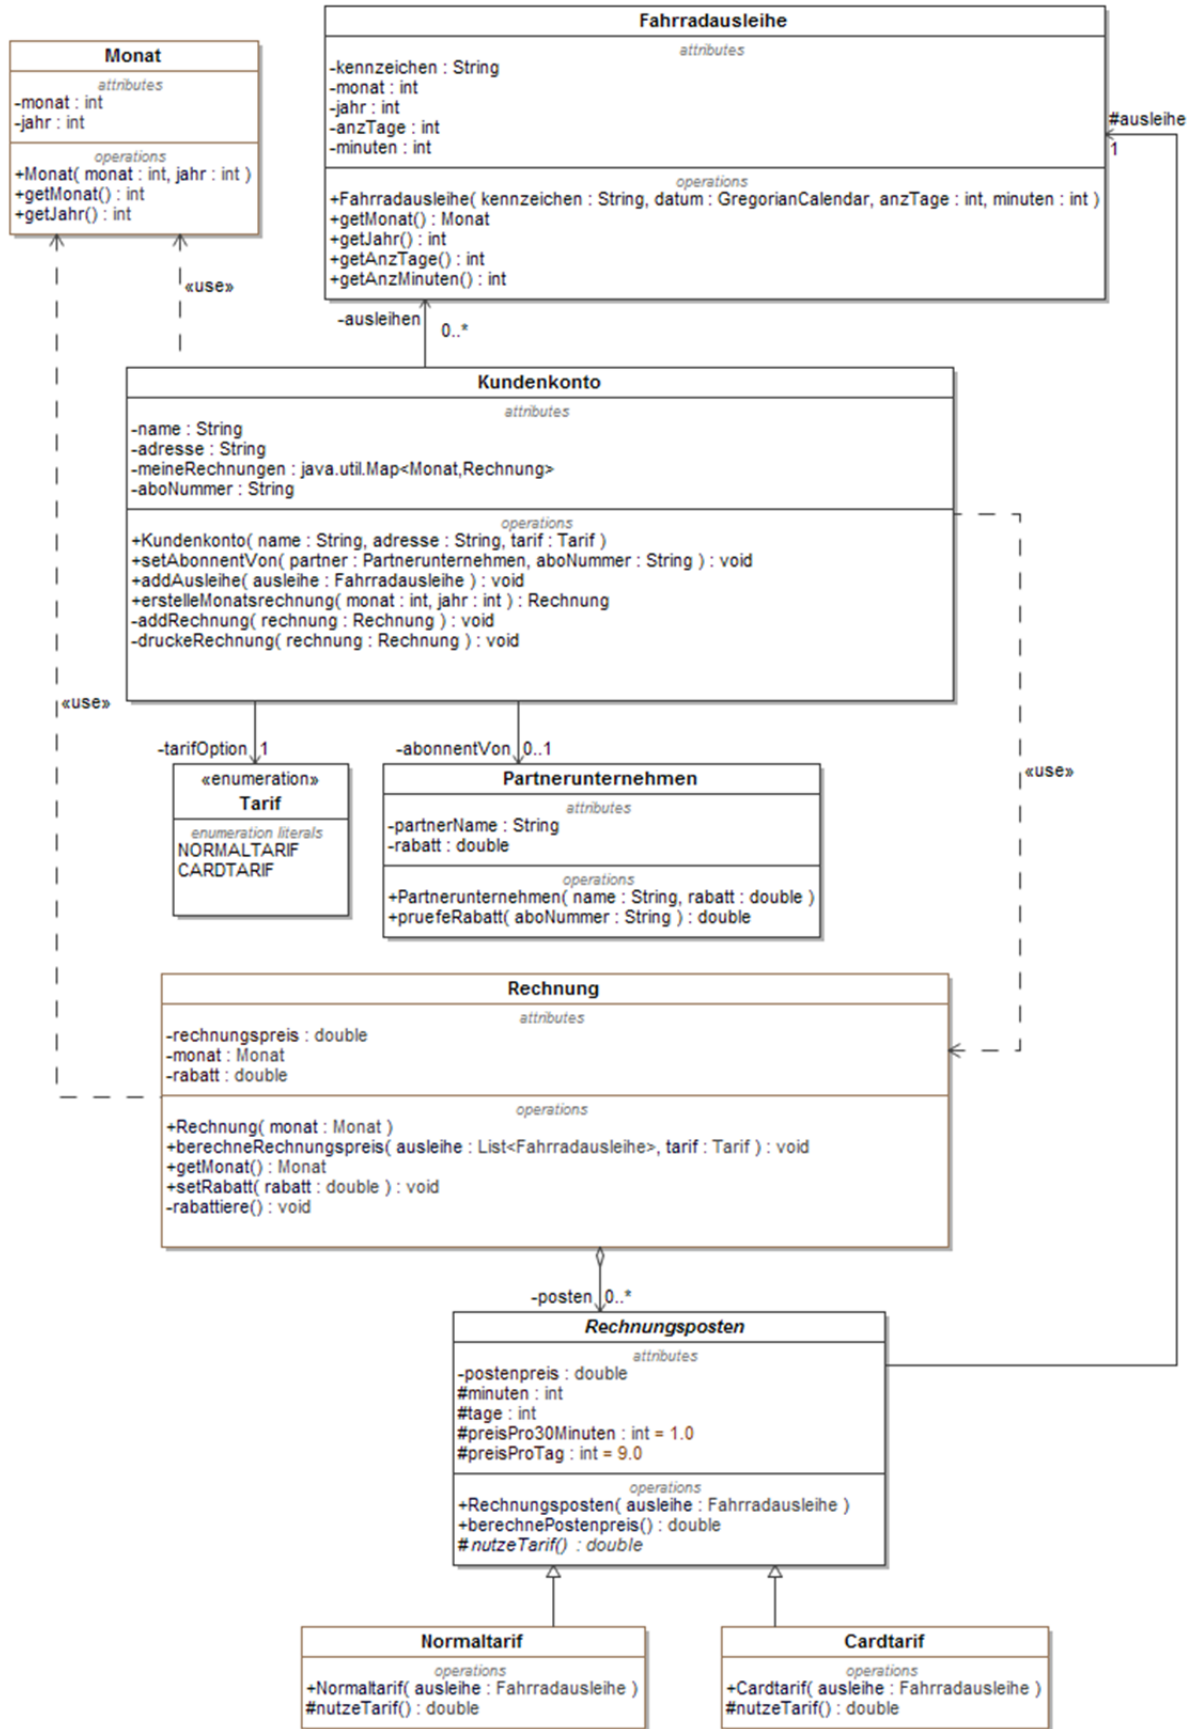 Fahrradausleihe
attributes
-kennzeichen : String
-monat : int
-jahr : int
-anzTage : int
-minuten : int
operations
+Fahrradausleihe( kennzeichen : String, datum : GregorianCalendar, anzTage : int, minuten : int )
+getMonat() : Monat
+getJahr() : int
+getAnzTage() : int
+getAnzMinuten() : int
Monat
attributes
-monat : int
-jahr : int
operations
+Monat( monat : int, jahr : int )
+getMonat() : int
+getJahr() : int
#ausleihe
1
«use»
-ausleihen
0..*
Kundenkonto
attributes
-name : String
-adresse : String
-meineRechnungen : java.util.Map<Monat,Rechnung>
-aboNummer : String
operations
+Kundenkonto( name : String, adresse : String, tarif : Tarif )
+setAbonnentVon( partner : Partnerunternehmen, aboNummer : String ) : void
+addAusleihe( ausleihe : Fahrradausleihe ) : void
+erstelleMonatsrechnung( monat : int, jahr : int ) : Rechnung
-addRechnung( rechnung : Rechnung ) : void
-druckeRechnung( rechnung : Rechnung ) : void
«use»
-tarifOption 1
-abonnentVon 0..1
«use»
«enumeration»
Tarif
enumeration literals
NORMALTARIF
CARDTARIF
Partnerunternehmen
attributes
-partnerName : String
-rabatt : double
operations
+Partnerunternehmen( name : String, rabatt : double )
+pruefeRabatt( aboNummer : String ) : double
Rechnung
attributes
-rechnungspreis : double
-monat : Monat
-rabatt : double
operations
+Rechnung( monat : Monat )
+berechneRechnungspreis( ausleihe : List<Fahrradausleihe>, tarif : Tarif ) : void
+getMonat() : Monat
+setRabatt( rabatt : double ) : void
-rabattiere() : void
-posten 0..*
Rechnungsposten
attributes
-postenpreis : double
#minuten : int
#tage : int
#preisPro30Minuten : int = 1.0
#preisProTag : int = 9.0
operations
+Rechnungsposten( ausleihe : Fahrradausleihe )
+berechnePostenpreis() : double
#nutzeTarif() : double
Normaltarif
operations
+Normaltarif( ausleihe : Fahrradausleihe )
#nutzeTarif() : double
Cardtarif
operations
+Cardtarif( ausleihe : Fahrradausleihe )
#nutzeTarif() : double